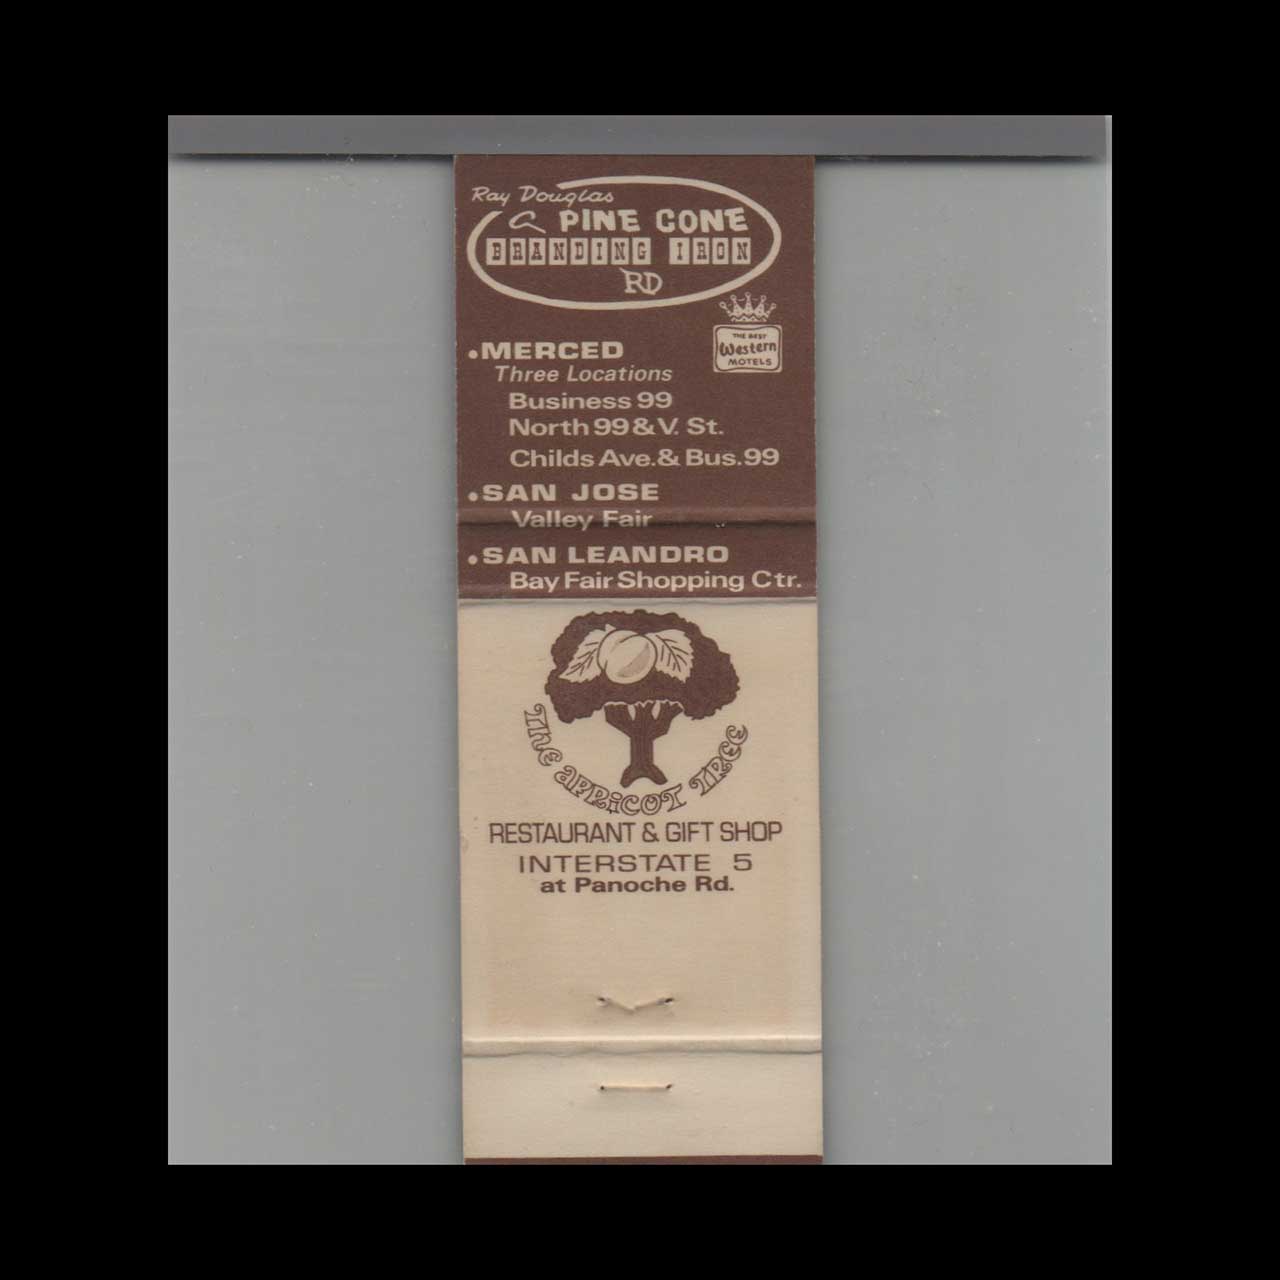 Ray Douglas
PINE CONE
BRANDING IRON
RD
THE BEST
Western
MOTELS
•MERCED
Three Locations
Business 99
North 99 & V. St.
Childs Ave. & Bus. 99
•SAN JOSE
Valley Fair
•SAN LEANDRO
Bay Fair Shopping Ctr.
THE APRICOT TREE
RESTAURANT & GIFT SHOP
INTERSTATE 5
at Panoche Rd.